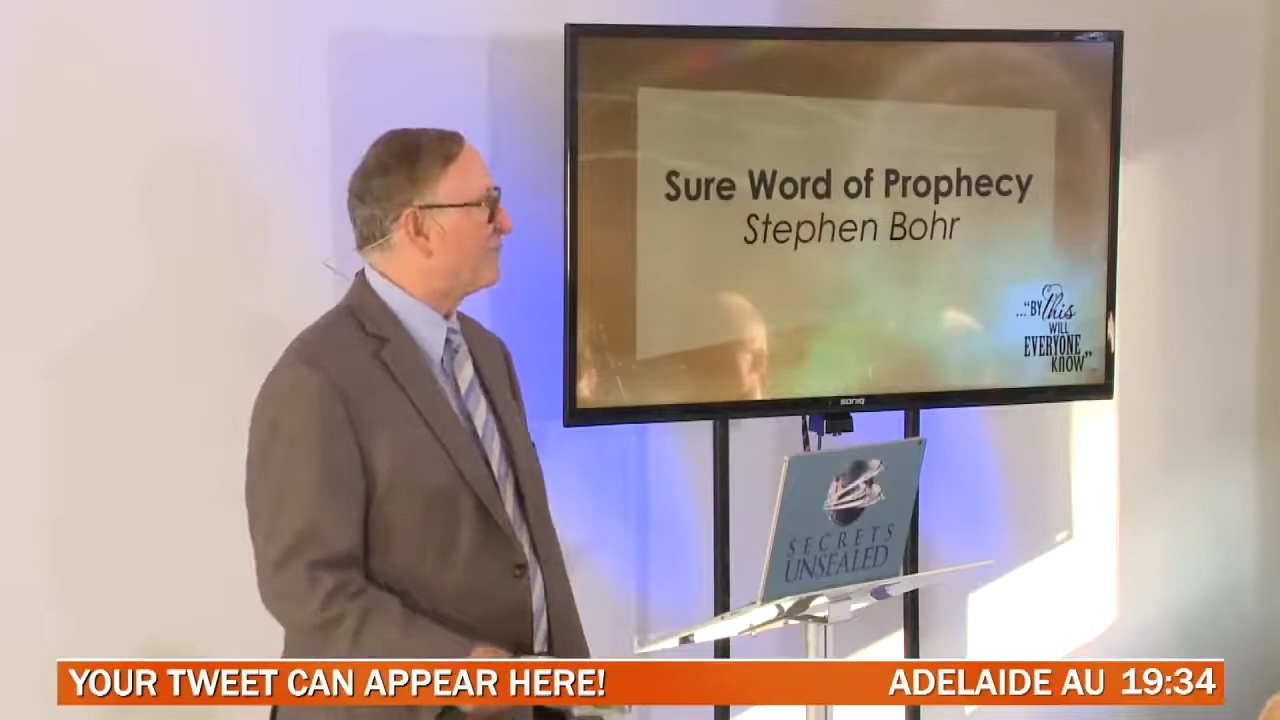 Sure Word of Prophecy
Stephen Bohr
..."BY this
WILL
EVERYONE
KNOW"
SONIQ
SECRETS
UNSEALED
YOUR TWEET CAN APPEAR HERE!
ADELAIDE AU 19:34